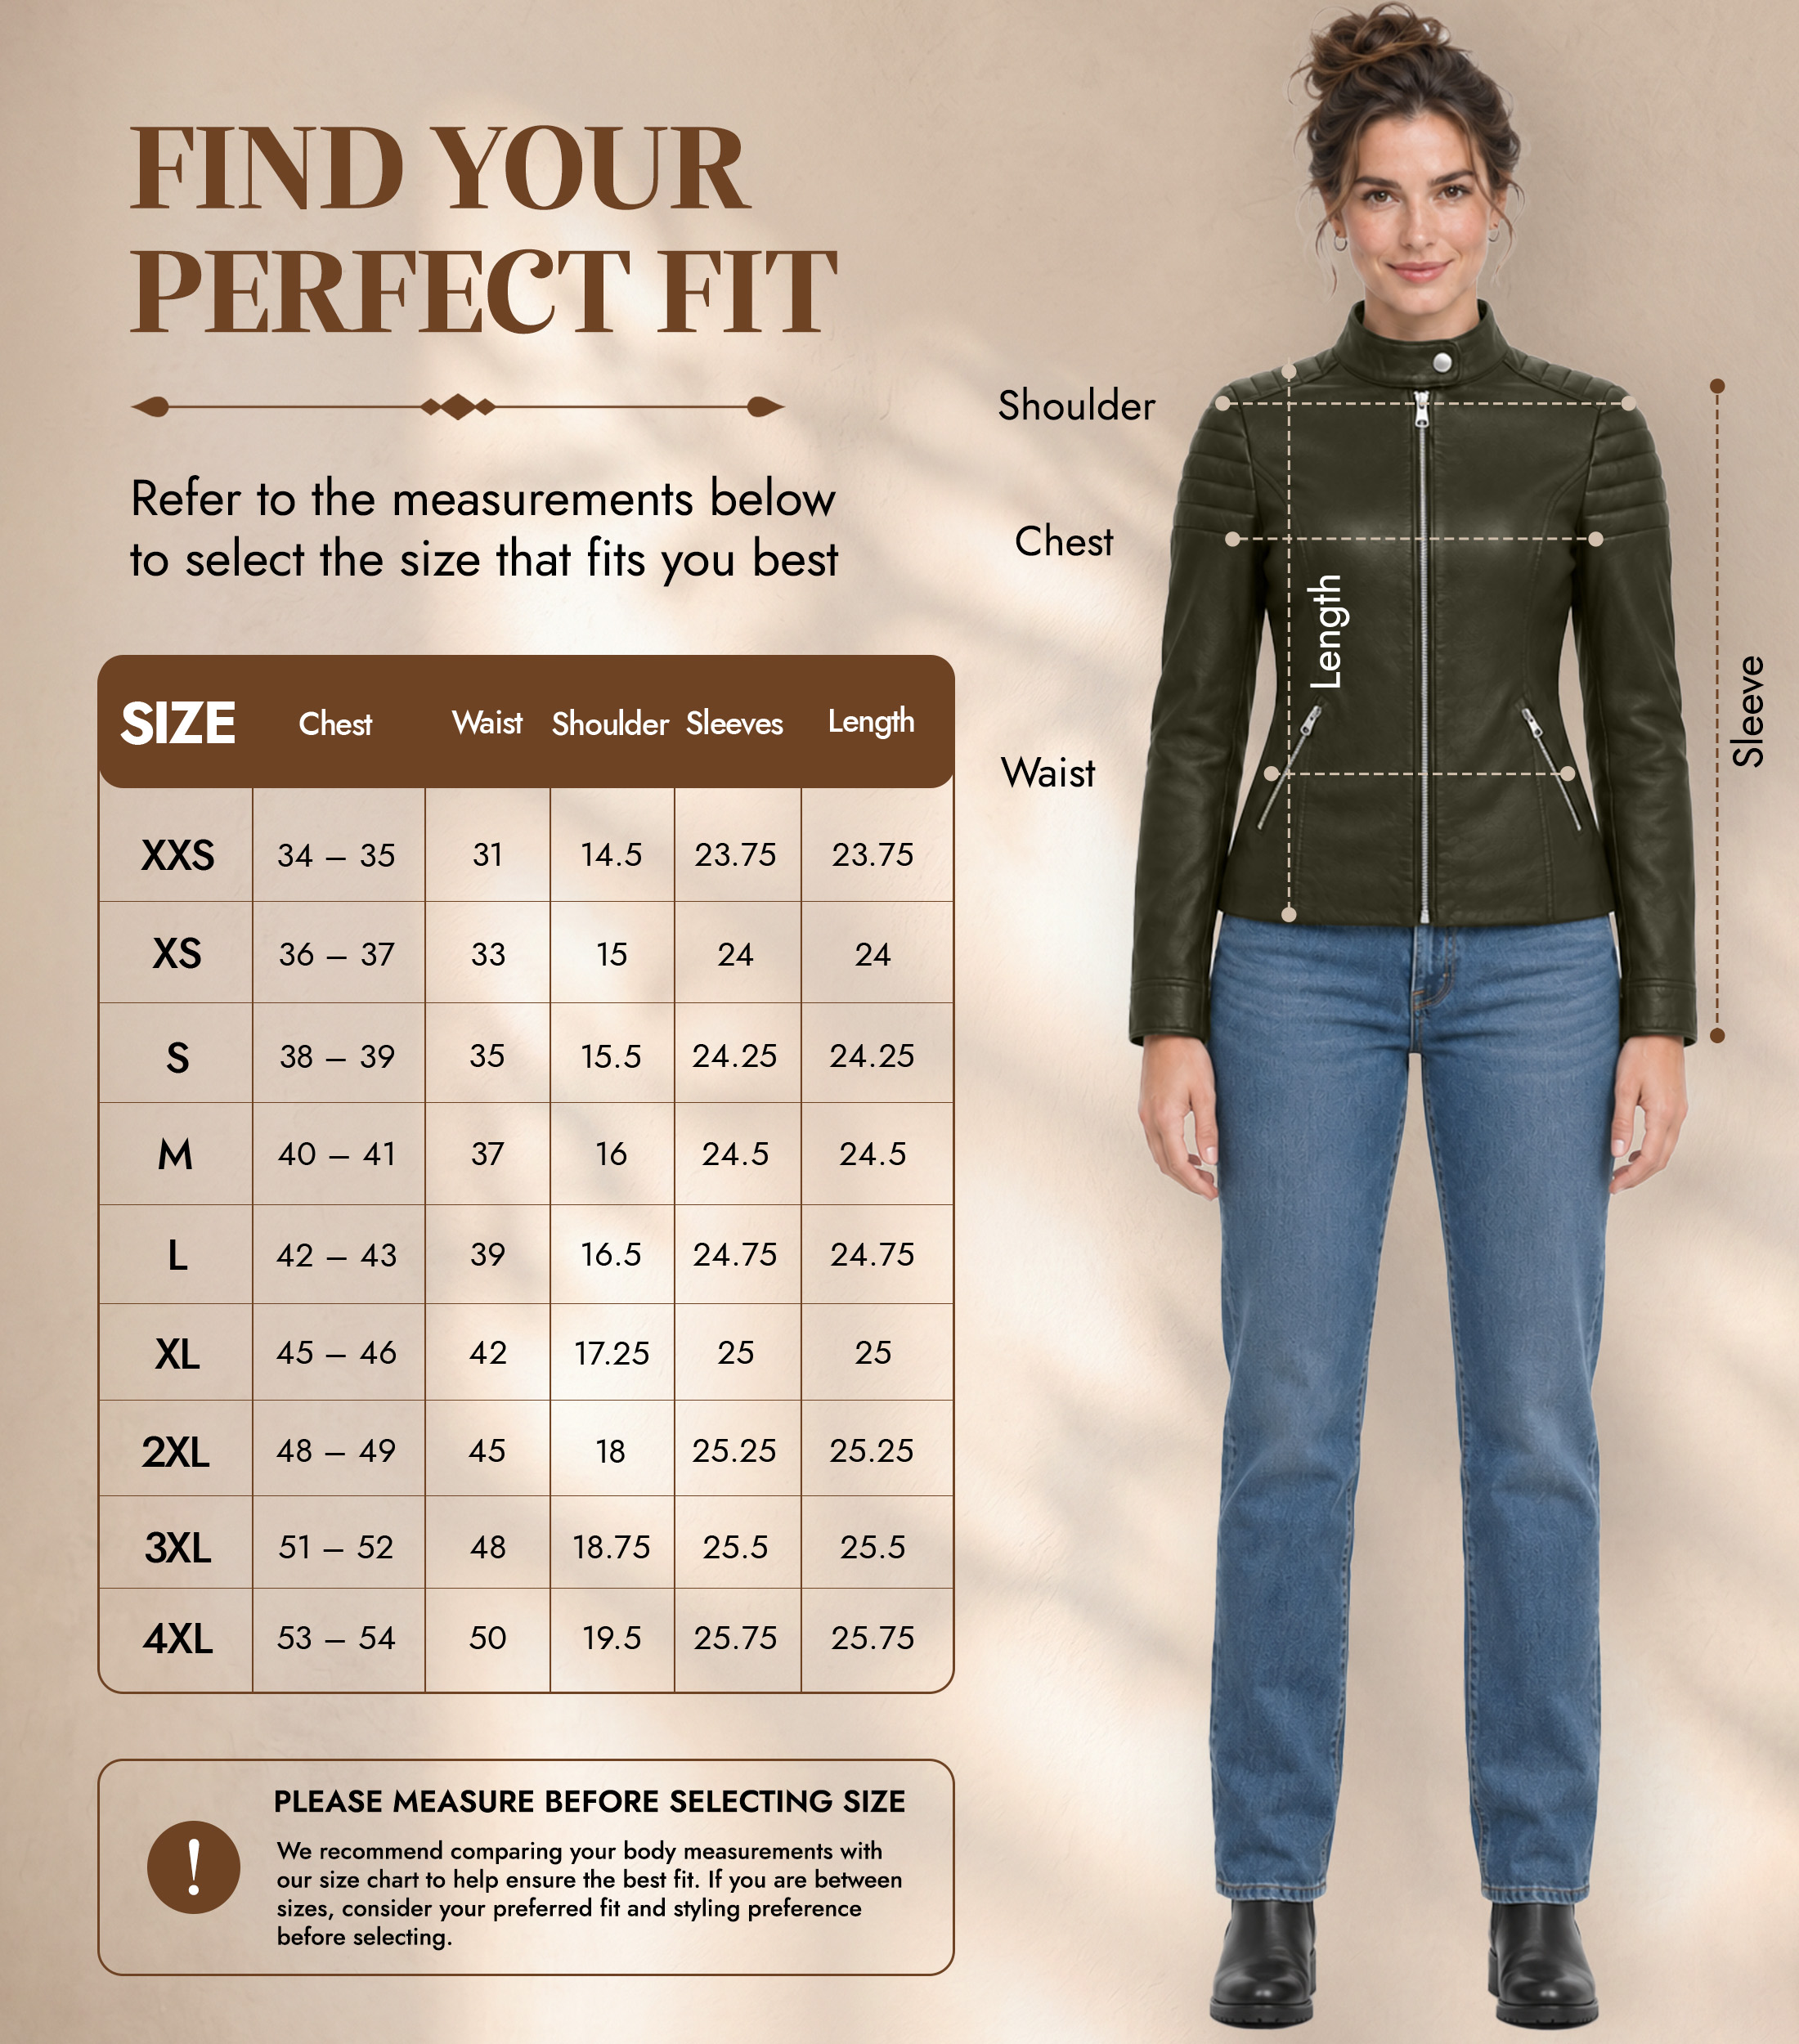 FIND YOUR
PERFECT FIT
Refer to the measurements below
to select the size that fits you best
SIZE Chest Waist Shoulder Sleeves Length
XXS 34 – 35 31 14.5 23.75 23.75
XS 36 – 37 33 15 24 24
S 38 – 39 35 15.5 24.25 24.25
M 40 – 41 37 16 24.5 24.5
L 42 – 43 39 16.5 24.75 24.75
XL 45 – 46 42 17.25 25 25
2XL 48 – 49 45 18 25.25 25.25
3XL 51 – 52 48 18.75 25.5 25.5
4XL 53 – 54 50 19.5 25.75 25.75
!
PLEASE MEASURE BEFORE SELECTING SIZE
We recommend comparing your body measurements with
our size chart to help ensure the best fit. If you are between
sizes, consider your preferred fit and styling preference
before selecting.
Shoulder
Chest
Length
Waist
Sleeve